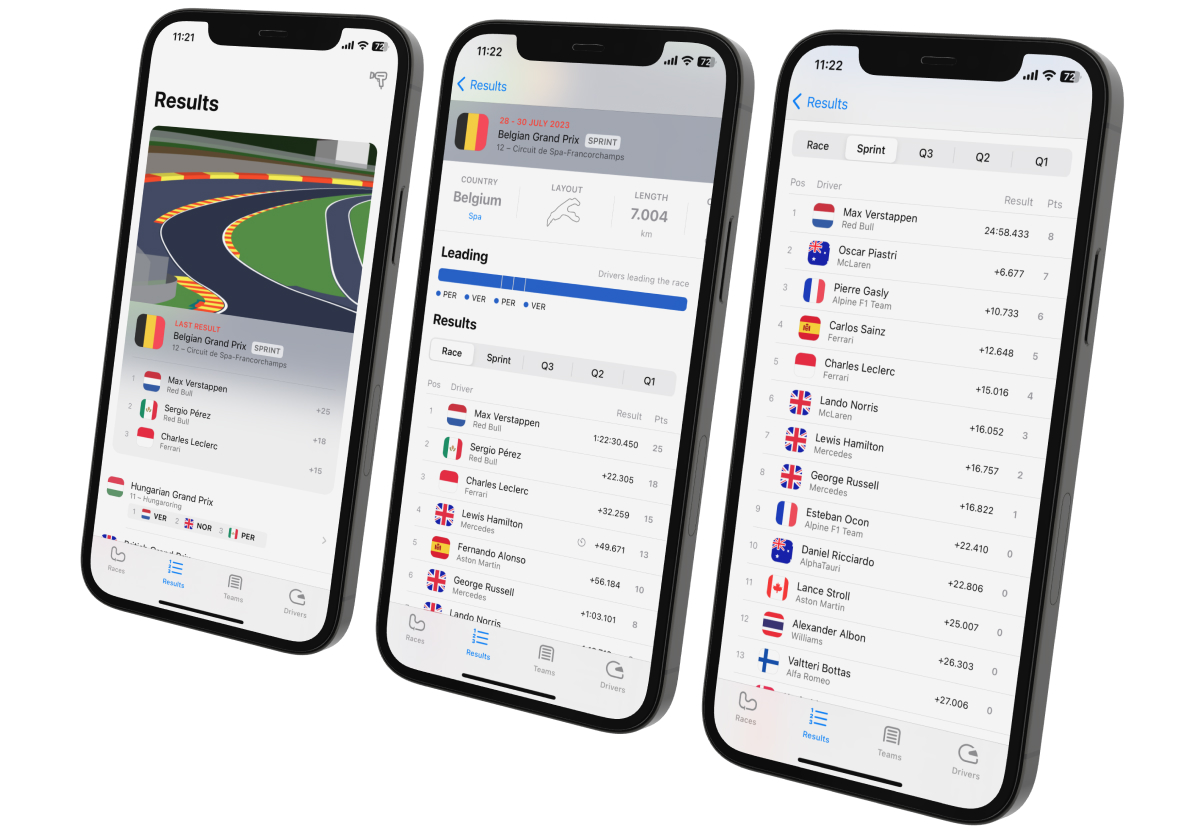 11:21
72
Results
LAST RESULT
Belgian Grand Prix SPRINT
12 – Circuit de Spa-Francorchamps
1 Max Verstappen +25
Red Bull
2 Sergio Pérez +18
Red Bull
3 Charles Leclerc +15
Ferrari
Hungarian Grand Prix
11 – Hungaroring
1 VER 2 NOR 3 PER
Races Results Teams Drivers
11:22
72
Results
28 - 30 JULY 2023
Belgian Grand Prix SPRINT
12 – Circuit de Spa-Francorchamps
COUNTRY LAYOUT LENGTH
Belgium 7.004
Spa km
Leading Drivers leading the race
PER VER PER VER
Results
Race Sprint Q3 Q2 Q1
Pos Driver Result Pts
1 Max Verstappen 1:22:30.450 25
Red Bull
2 Sergio Pérez +22.305 18
Red Bull
3 Charles Leclerc +32.259 15
Ferrari
4 Lewis Hamilton +49.671 13
Mercedes
5 Fernando Alonso +56.184 10
Aston Martin
6 George Russell +1:03.101 8
Mercedes
Lando Norris
Races Results Teams Drivers
11:22
72
Results
Race Sprint Q3 Q2 Q1
Pos Driver Result Pts
1 Max Verstappen 24:58.433 8
Red Bull
2 Oscar Piastri +6.677 7
McLaren
3 Pierre Gasly +10.733 6
Alpine F1 Team
4 Carlos Sainz +12.648 5
Ferrari
5 Charles Leclerc +15.016 4
Ferrari
6 Lando Norris +16.052 3
McLaren
7 Lewis Hamilton +16.757 2
Mercedes
8 George Russell +16.822 1
Mercedes
9 Esteban Ocon +22.410 0
Alpine F1 Team
10 Daniel Ricciardo +22.806 0
AlphaTauri
11 Lance Stroll +25.007 0
Aston Martin
12 Alexander Albon +26.303 0
Williams
13 Valtteri Bottas +27.006 0
Alfa Romeo
Races Results Teams Drivers